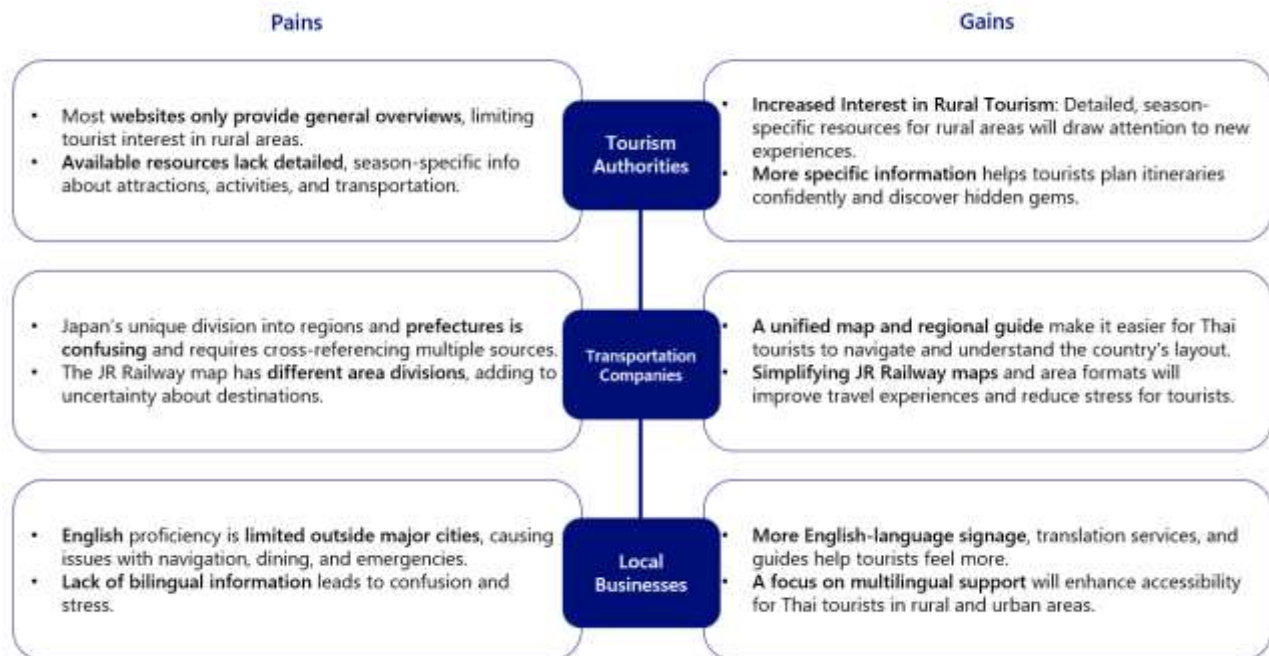 Pains
Gains
• Most websites only provide general overviews, limiting
tourist interest in rural areas.
• Available resources lack detailed, season-specific info
about attractions, activities, and transportation.
Tourism
Authorities
• Increased Interest in Rural Tourism: Detailed, season-
specific resources for rural areas will draw attention to new
experiences.
• More specific information helps tourists plan itineraries
confidently and discover hidden gems.
• Japan's unique division into regions and prefectures is
confusing and requires cross-referencing multiple sources.
• The JR Railway map has different area divisions, adding to
uncertainty about destinations.
Transportation
Companies
• A unified map and regional guide make it easier for Thai
tourists to navigate and understand the country's layout.
• Simplifying JR Railway maps and area formats will
improve travel experiences and reduce stress for tourists.
• English proficiency is limited outside major cities, causing
issues with navigation, dining, and emergencies.
• Lack of bilingual information leads to confusion and
stress.
Local
Businesses
• More English-language signage, translation services, and
guides help tourists feel more.
• A focus on multilingual support will enhance accessibility
for Thai tourists in rural and urban areas.